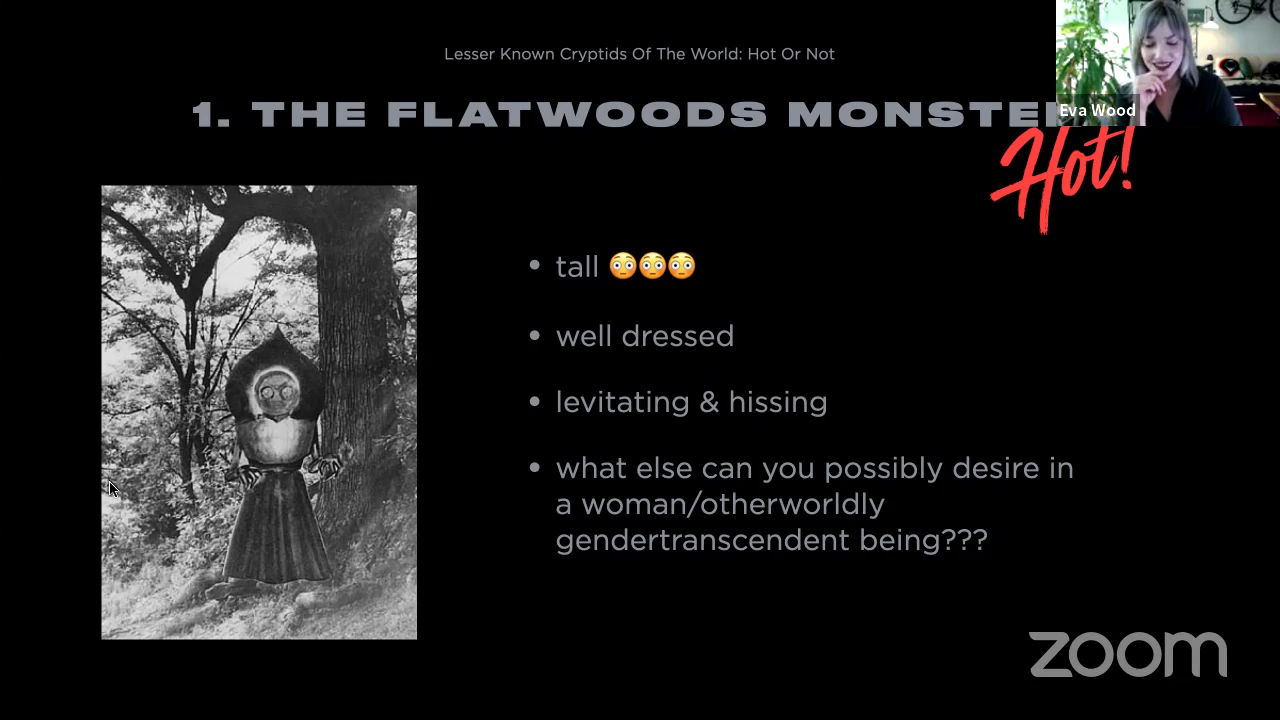 Lesser Known Cryptids Of The World: Hot Or Not
1. THE FLATWOODS MONSTE
Eva Wood
Hot!
• tall 😳😳😳
• well dressed
• levitating & hissing
• what else can you possibly desire in
a woman/otherworldly
gendertranscendent being???
zoom